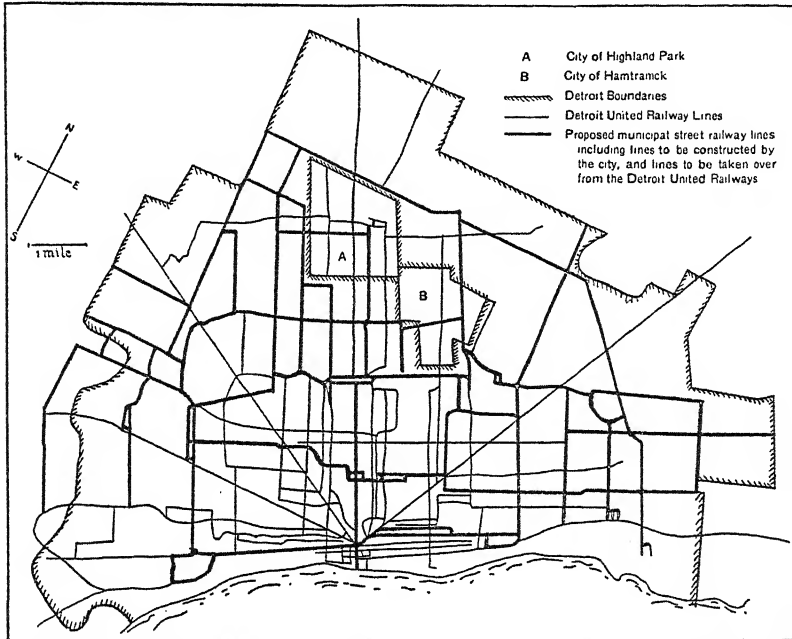 A City of Highland Park
B City of Hamtramck
Detroit Boundaries
Detroit United Railway Lines
Proposed municipal street railway lines
including lines to be constructed by
the city, and lines to be taken over
from the Detroit United Railways
N
W
E
S
1 mile
A
B